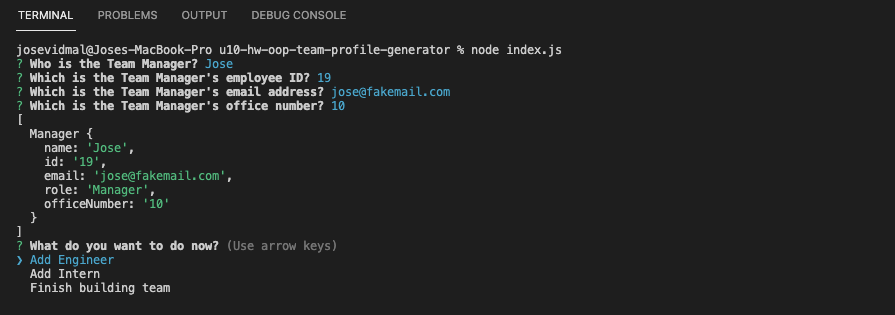 TERMINAL PROBLEMS OUTPUT DEBUG CONSOLE
josevidmal@Joses-MacBook-Pro u10-hw-oop-team-profile-generator % node index.js
? Who is the Team Manager? Jose
? Which is the Team Manager's employee ID? 19
? Which is the Team Manager's email address? jose@fakemail.com
? Which is the Team Manager's office number? 10
[
  Manager {
    name: 'Jose',
    id: '19',
    email: 'jose@fakemail.com',
    role: 'Manager',
    officeNumber: '10'
  }
]
? What do you want to do now? (Use arrow keys)
❯ Add Engineer
  Add Intern
  Finish building team